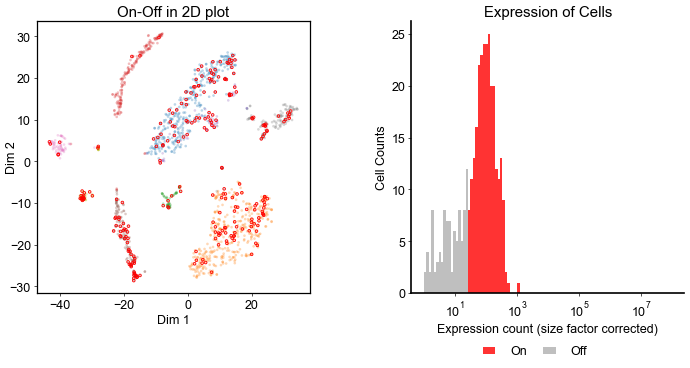 On-Off in 2D plot
Dim 2
30
20
10
0
−10
−20
−30
−40
−20
0
20
Dim 1
Expression of Cells
Cell Counts
25
20
15
10
5
0
10^1
10^3
10^5
10^7
Expression count (size factor corrected)
On
Off